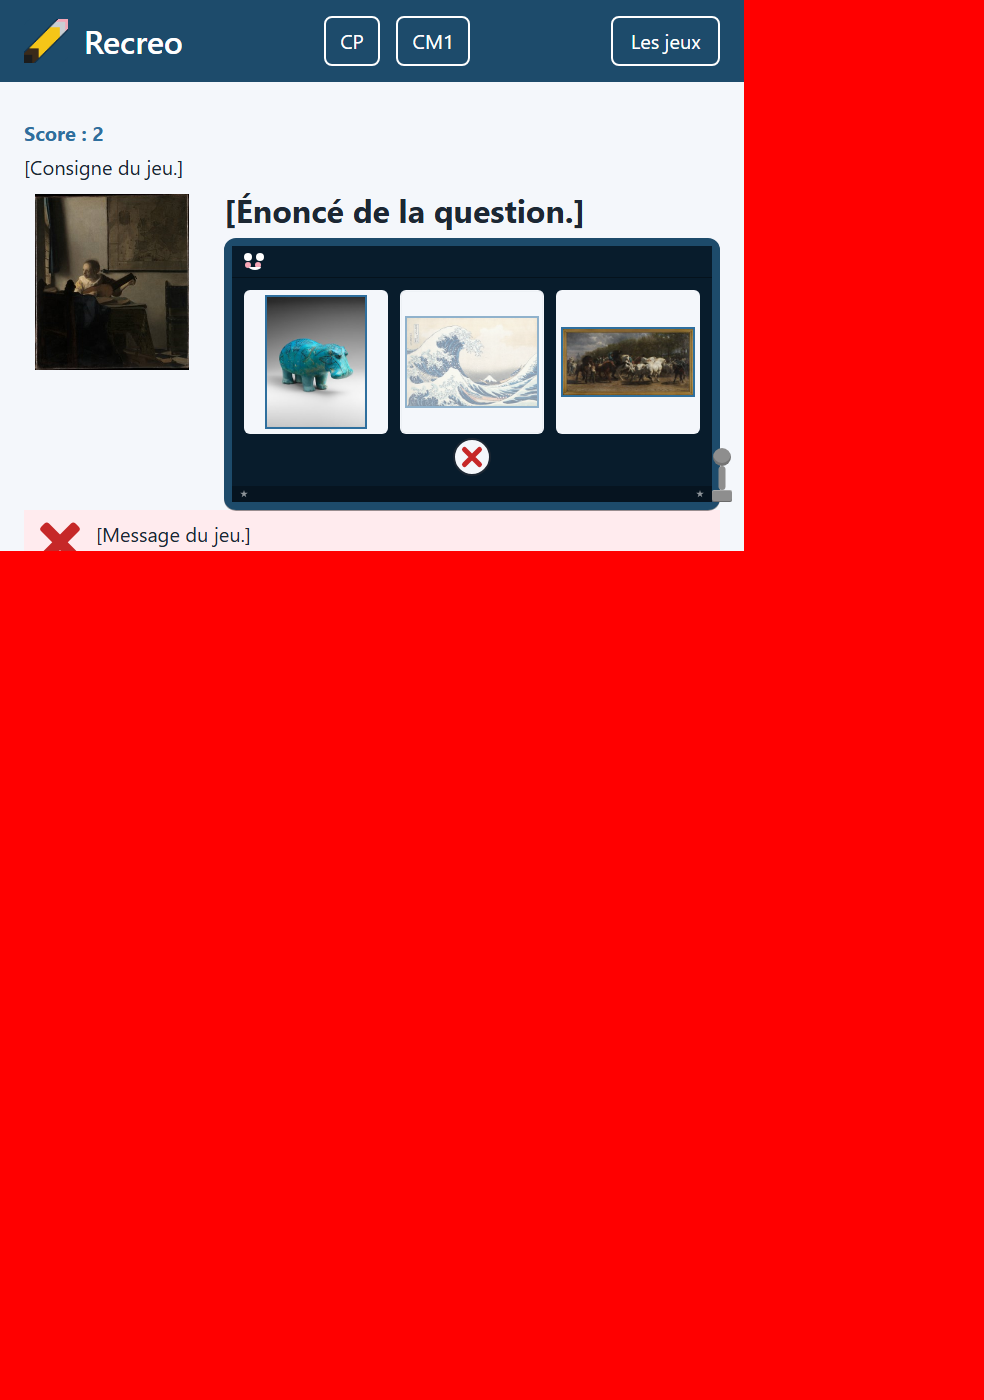 Recreo
CP
CM1
Les jeux
Score : 2
[Consigne du jeu.]
[Énoncé de la question.]
[Message du jeu.]